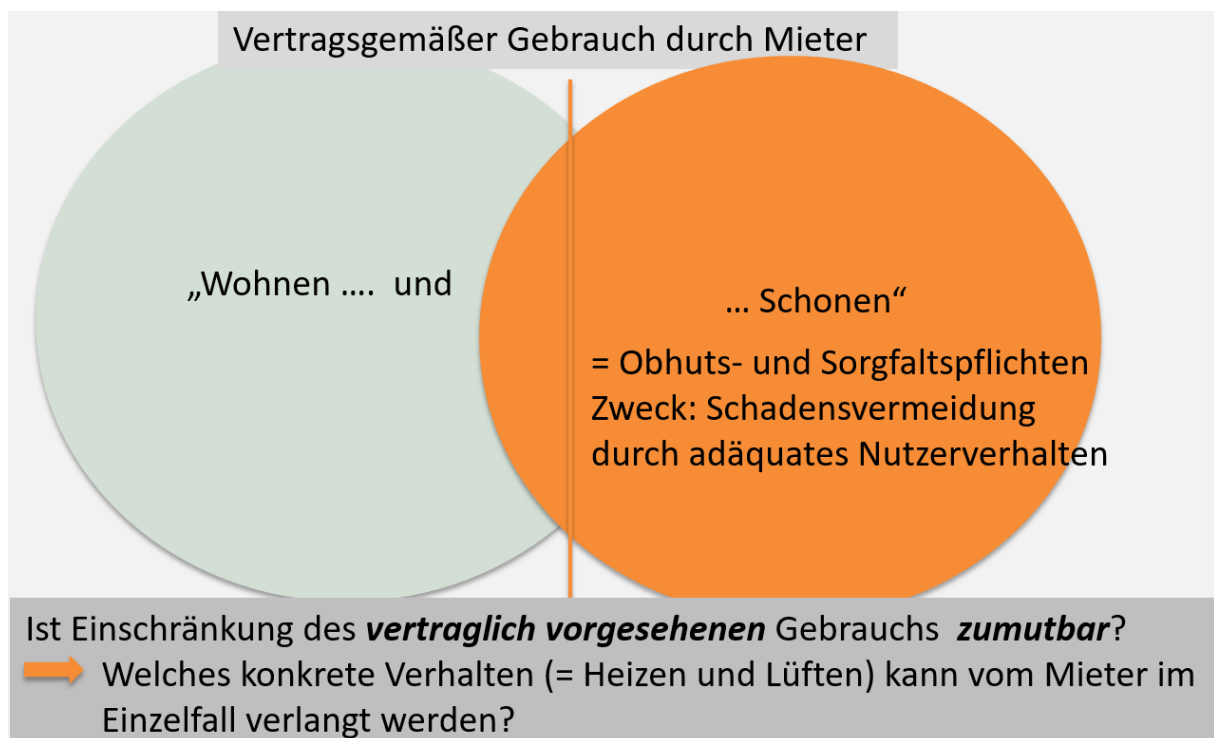 Vertragsgemäßer Gebrauch durch Mieter
„Wohnen .... und
... Schonen“
= Obhuts- und Sorgfaltspflichten
Zweck: Schadensvermeidung
durch adäquates Nutzerverhalten
Ist Einschränkung des vertraglich vorgesehenen Gebrauchs zumutbar?
Welches konkrete Verhalten (= Heizen und Lüften) kann vom Mieter im
Einzelfall verlangt werden?